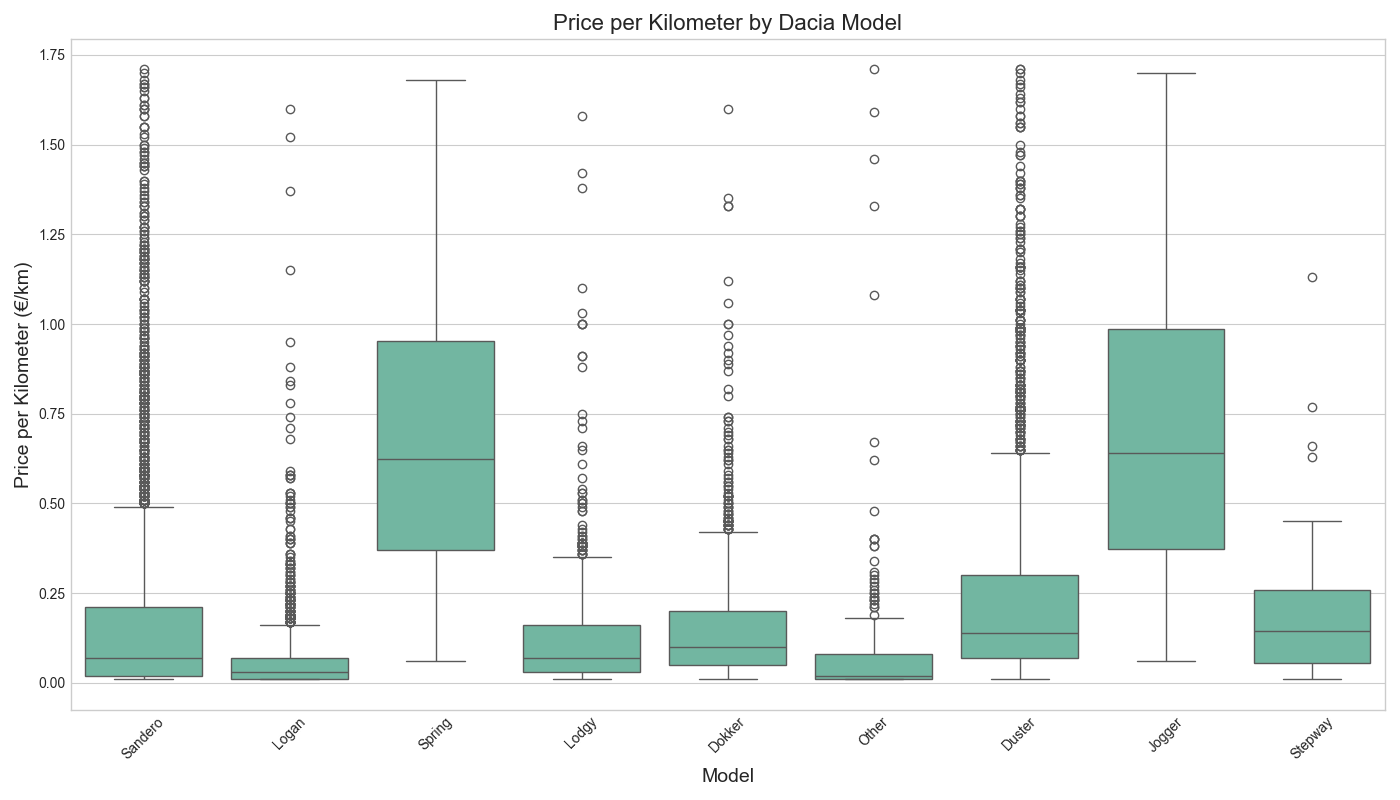 Price per Kilometer by Dacia Model
Price per Kilometer (€/km)
1.75
1.50
1.25
1.00
0.75
0.50
0.25
0.00
Sandero
Logan
Spring
Lodgy
Dokker
Other
Duster
Jogger
Stepway
Model